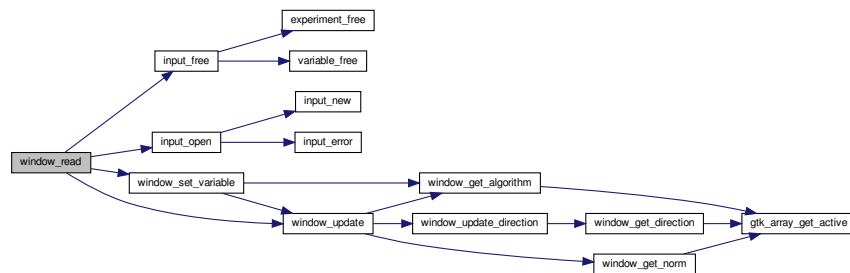 experiment_free
input_free
variable_free
input_new
input_open
input_error
window_read
window_set_variable
window_get_algorithm
window_update
window_update_direction
window_get_direction
gtk_array_get_active
window_get_norm